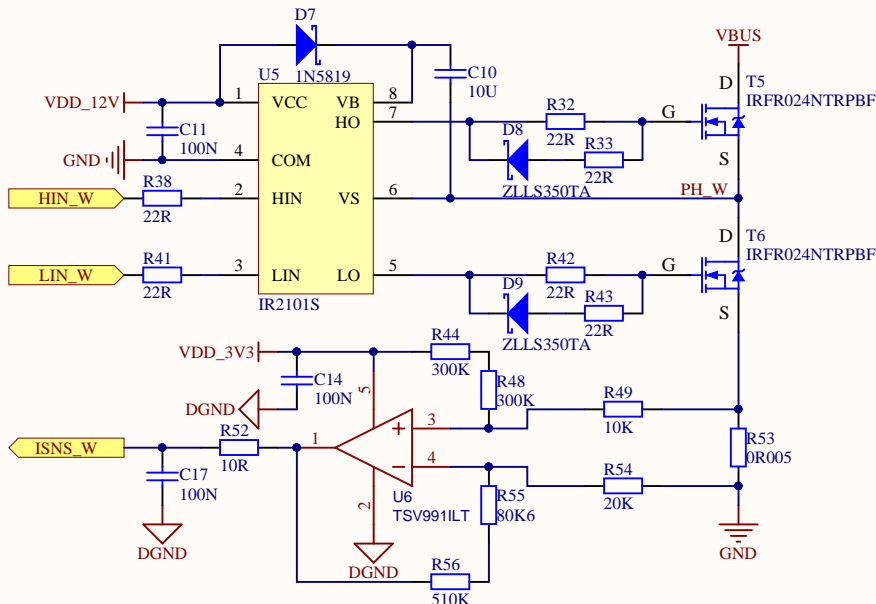 D7
1N5819
VBUS
U5
C10
10U
D
T5
IRFR024NTRPBF
VDD_12V
1
VCC
VB
8
HO
7
R32
22R
G
C11
100N
D8
R33
22R
ZLLS350TA
S
GND
4
COM
R38
22R
HIN_W
2
HIN
VS
6
PH_W
D
T6
IRFR024NTRPBF
LIN_W
R41
22R
3
LIN
LO
5
R42
22R
G
IR2101S
D9
R43
22R
ZLLS350TA
S
VDD_3V3
R44
300K
C14
100N
R48
300K
DGND
5
R49
10K
3
ISNS_W
R52
10R
1
+
−
4
R53
0R005
R54
20K
C17
100N
U6
TSV991ILT
R55
80K6
2
DGND
DGND
GND
R56
510K